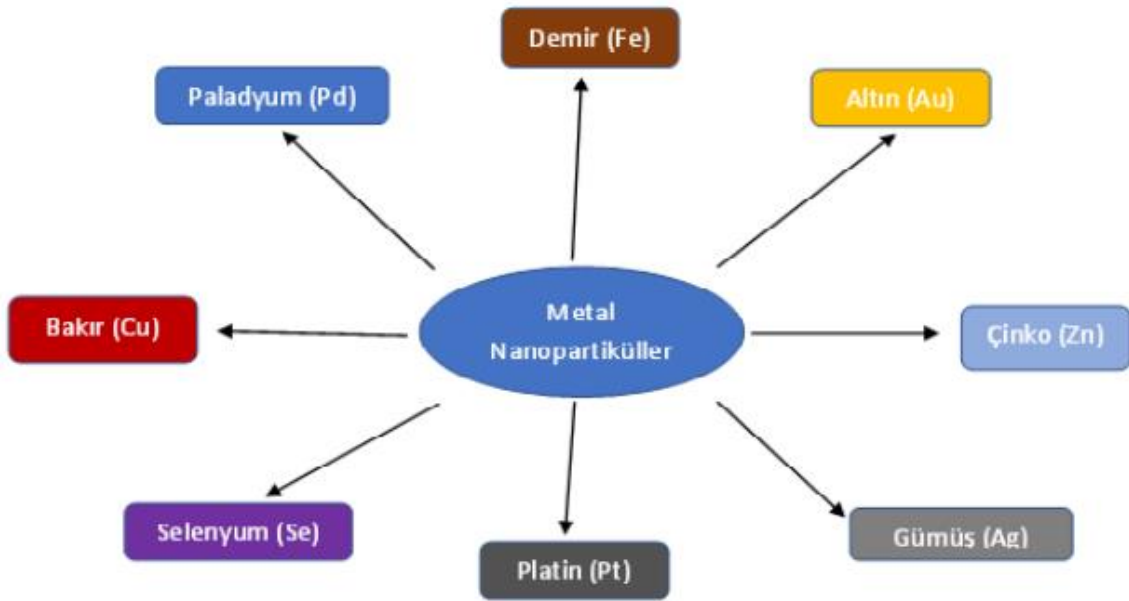 Demir (Fe)
Paladyum (Pd)
Altın (Au)
Metal
Nanopartiküller
Bakır (Cu)
Çinko (Zn)
Selenyum (Se)
Gümüş (Ag)
Platin (Pt)